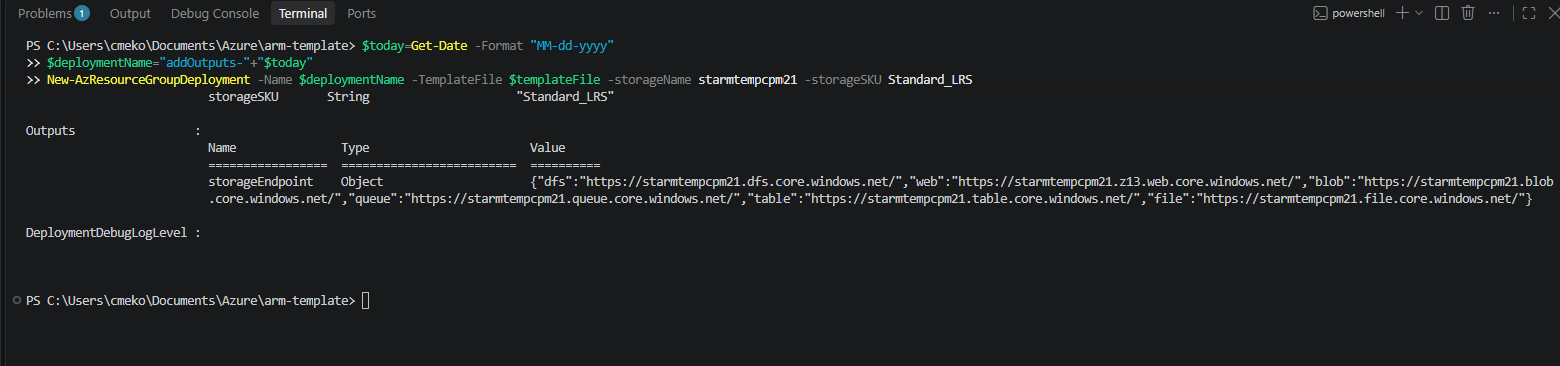 Problems 1 Output Debug Console Terminal Ports powershell
PS C:\Users\cmeko\Documents\Azure\arm-template> $today=Get-Date -Format "MM-dd-yyyy"
>> $deploymentName="addOutputs-"+"$today"
>> New-AzResourceGroupDeployment -Name $deploymentName -TemplateFile $templateFile -storageName starmtempcpm21 -storageSKU Standard_LRS
storageSKU String "Standard_LRS"
Outputs :
Name Type Value
================= ========================= ==========
storageEndpoint Object {"dfs":"https://starmtempcpm21.dfs.core.windows.net/","web":"https://starmtempcpm21.z13.web.core.windows.net/","blob":"https://starmtempcpm21.blob
.core.windows.net/","queue":"https://starmtempcpm21.queue.core.windows.net/","table":"https://starmtempcpm21.table.core.windows.net/","file":"https://starmtempcpm21.file.core.windows.net/"}
DeploymentDebugLogLevel :
PS C:\Users\cmeko\Documents\Azure\arm-template>